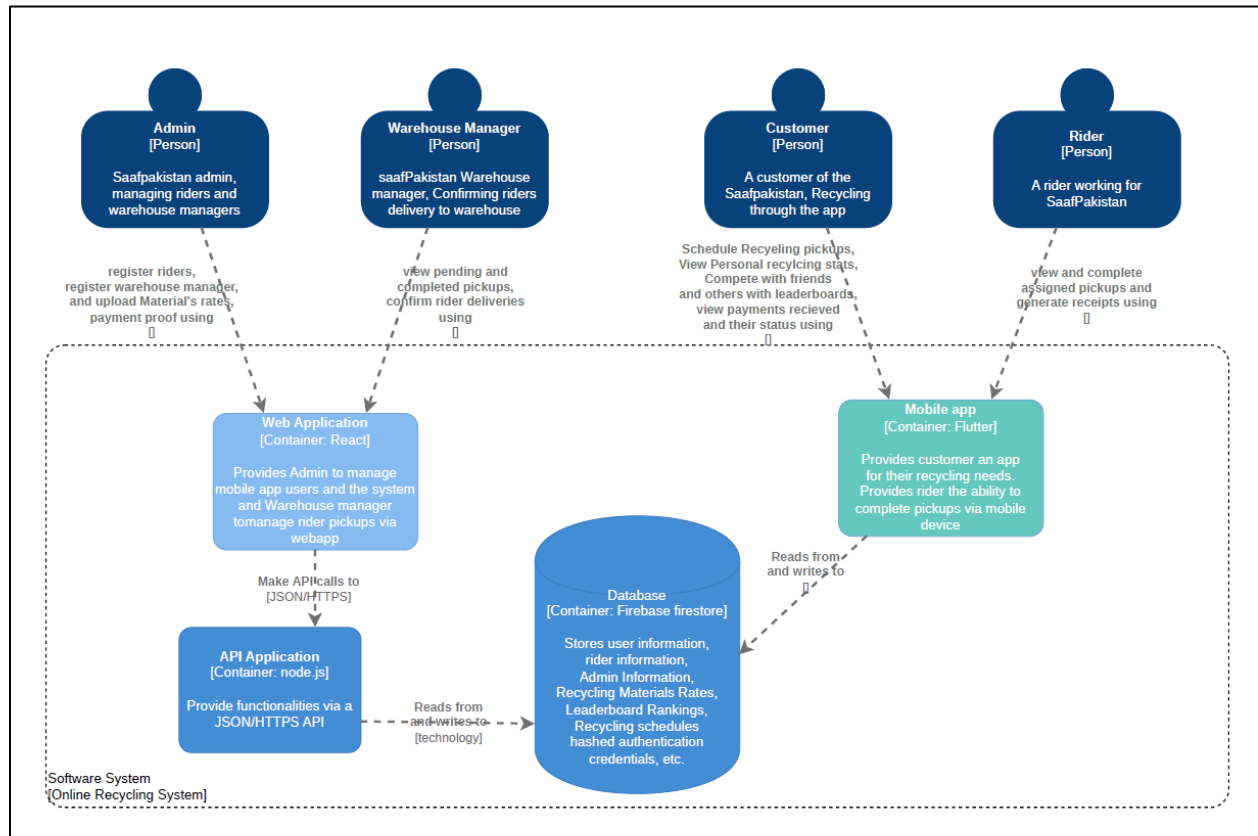 Admin
[Person]
Saafpakistan admin,
managing riders and
warehouse managers
Warehouse Manager
[Person]
saafPakistan Warehouse
manager, Confirming riders
delivery to warehouse
Customer
[Person]
A customer of the
Saafpakistan, Recycling
through the app
Rider
[Person]
A rider working for
SaafPakistan
register riders,
register warehouse manager,
and upload Material's rates,
payment proof using
[]
view pending and
completed pickups,
confirm rider deliveries
using
[]
Schedule Recyeling pickups,
View Personal recylcing stats,
Compete with friends
and others with leaderboards,
view payments recieved
and their status using
[]
view and complete
assigned pickups and
generate receipts using
[]
Web Application
[Container: React]
Provides Admin to manage
mobile app users and the system
and Warehouse manager
tomanage rider pickups via
webapp
Mobile app
[Container: Flutter]
Provides customer an app
for their recycling needs.
Provides rider the ability to
complete pickups via mobile
device
Make API calls to
[JSON/HTTPS]
Reads from
and writes to
[]
API Application
[Container: node.js]
Provide functionalities via a
JSON/HTTPS API
Reads from
and writes to
[technology]
Database
[Container: Firebase firestore]
Stores user information,
rider information,
Admin Information,
Recycling Materials Rates,
Leaderboard Rankings,
Recycling schedules
hashed authentication
credentials, etc.
Software System
[Online Recycling System]